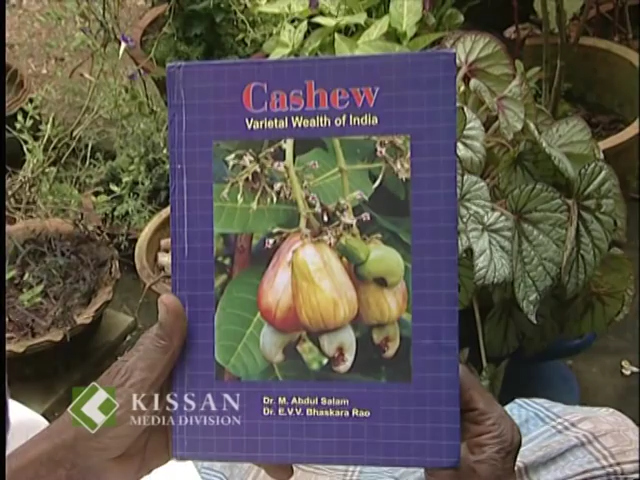 Cashew
Varietal Wealth of India
Dr. M. Abdul Salam
Dr. E.V.V. Bhaskara Rao
KISSAN
MEDIA DIVISION